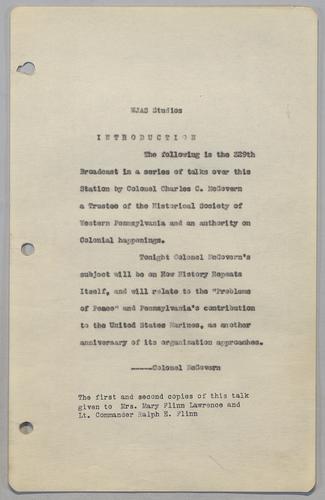 WJAS Studios
INTRODUCTION
The following is the 329th
Broadcast in a series of talks over this
Station by Colonel Charles C. McGovern
a Trustee of the Historical Society of
Western Pennsylvania and an authority on
Colonial happenings.
Tonight Colonel McGovern's
subject will be on How History Repeats
Itself, and will relate to the "Problems
of Peace" and Pennsylvania's contribution
to the United States Marines, as another
anniversary of its organization approaches.
-----Colonel McGovern
The first and second copies of this talk
given to Mrs. Mary Flinn Lawrence and
Lt. Commander Ralph E. Flinn